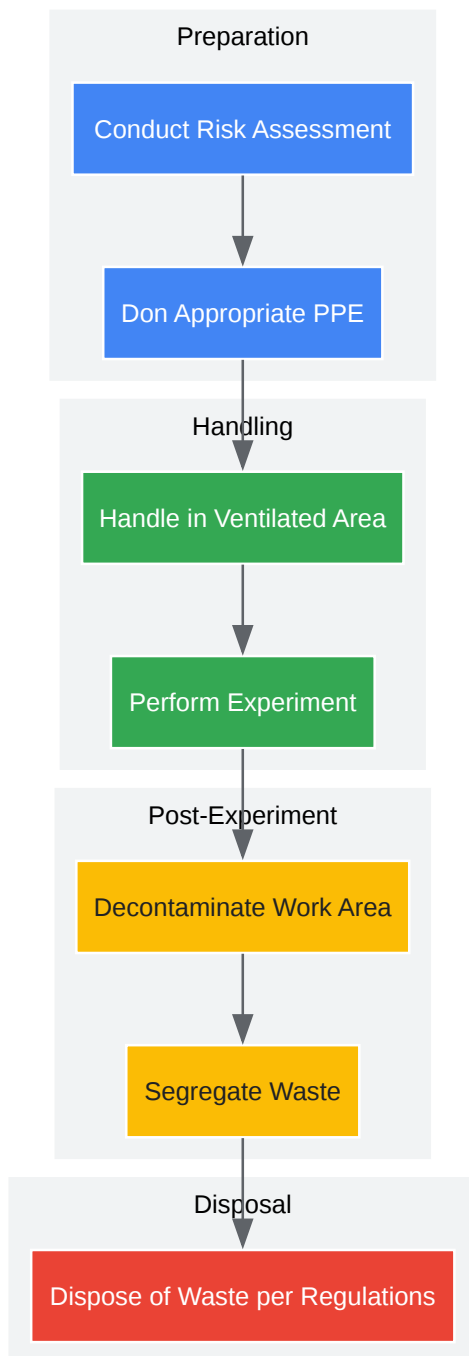 Preparation
Conduct Risk Assessment
Don Appropriate PPE
Handling
Handle in Ventilated Area
Perform Experiment
Post-Experiment
Decontaminate Work Area
Segregate Waste
Disposal
Dispose of Waste per Regulations